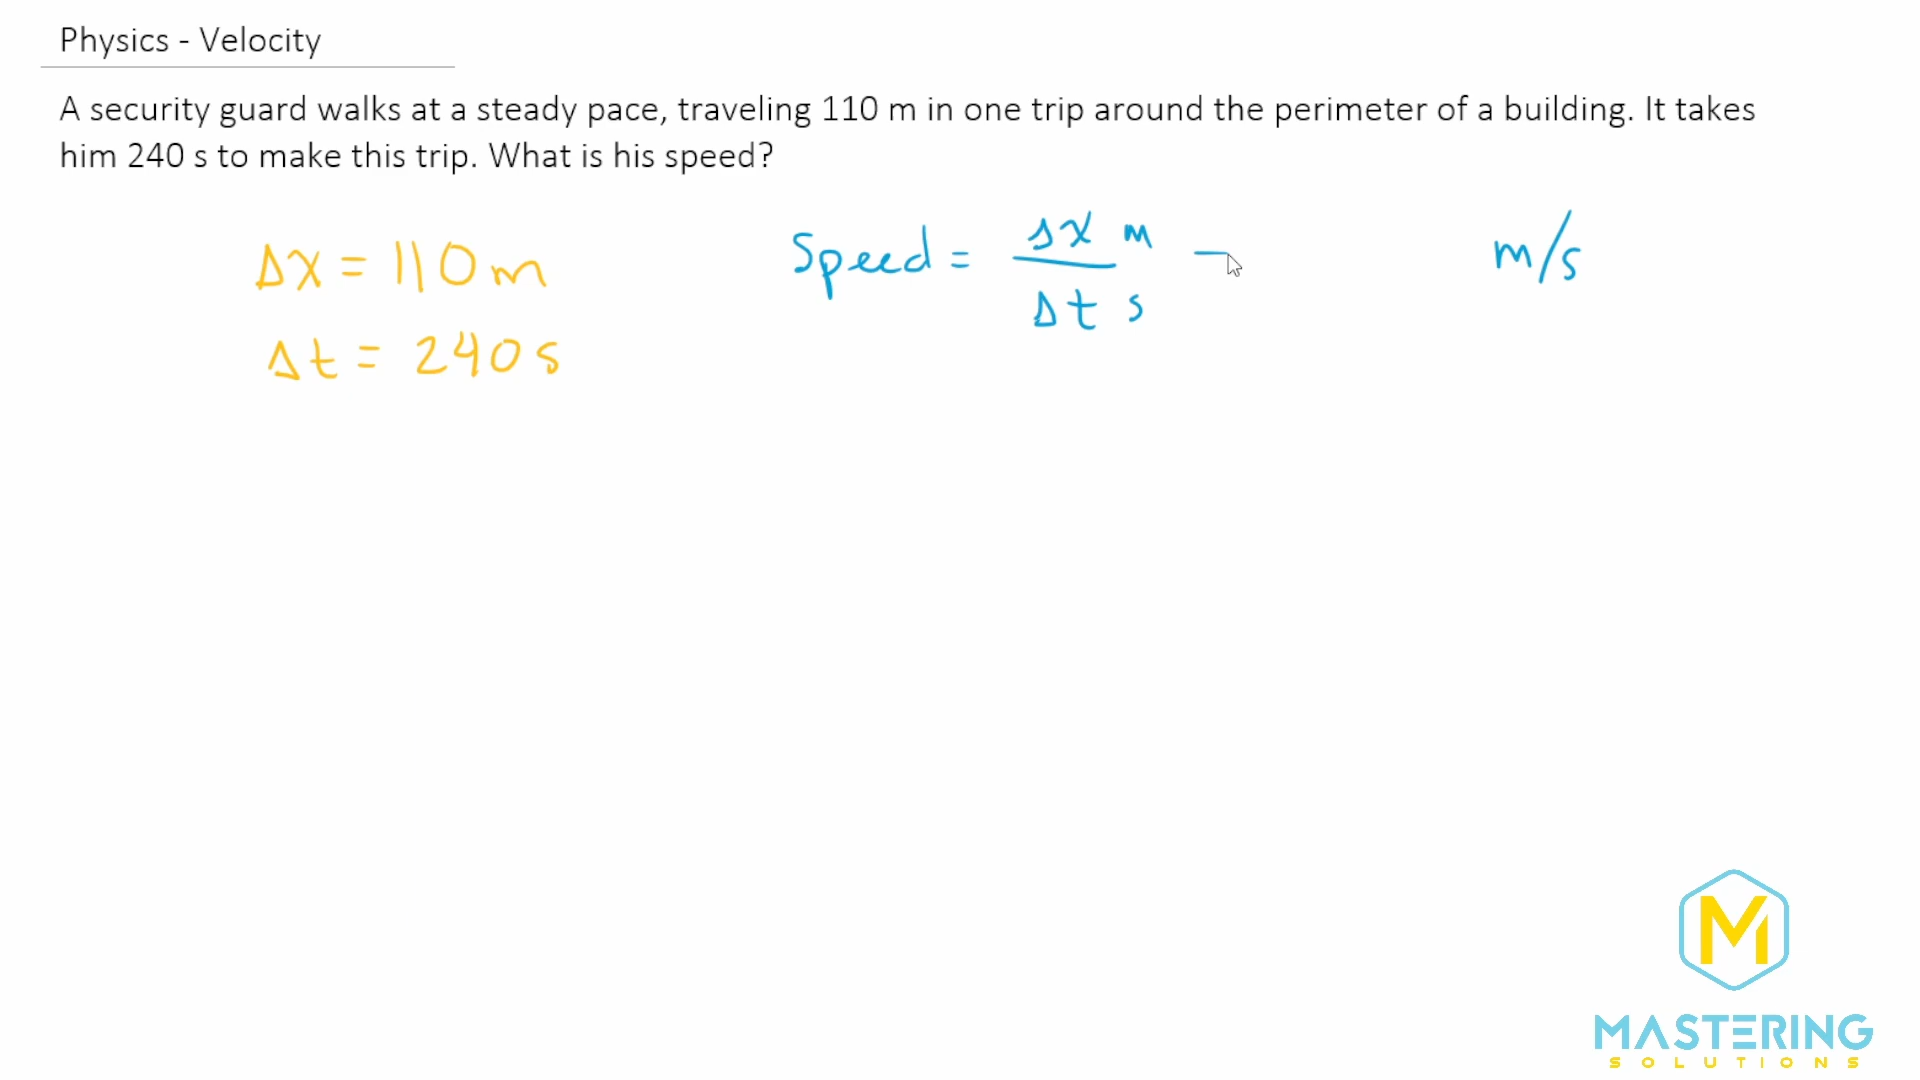 Physics - Velocity
A security guard walks at a steady pace, traveling 110 m in one trip around the perimeter of a building. It takes
him 240 s to make this trip. What is his speed?
Δx = 110 m
Δt = 240 s
Speed = Δx m / Δt s — m/s
M
MASTERING
SOLUTIONS